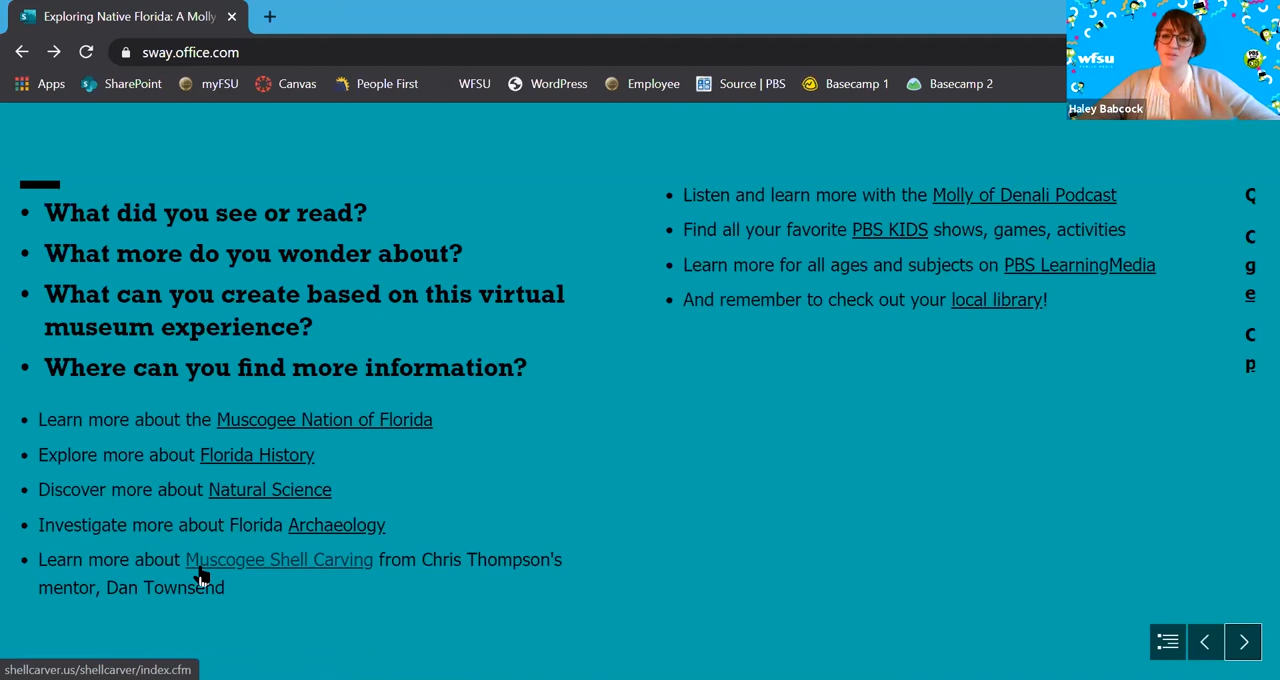 Exploring Native Florida: A Molly
sway.office.com
Apps SharePoint myFSU Canvas People First WFSU WordPress Employee Source | PBS Basecamp 1 Basecamp 2
wfsu
PBS
Haley Babcock
• What did you see or read?
• What more do you wonder about?
• What can you create based on this virtual
museum experience?
• Where can you find more information?
• Learn more about the Muscogee Nation of Florida
• Explore more about Florida History
• Discover more about Natural Science
• Investigate more about Florida Archaeology
• Learn more about Muscogee Shell Carving from Chris Thompson's
mentor, Dan Townsend
• Listen and learn more with the Molly of Denali Podcast
• Find all your favorite PBS KIDS shows, games, activities
• Learn more for all ages and subjects on PBS LearningMedia
• And remember to check out your local library!
g
e
p
shellcarver.us/shellcarver/index.cfm